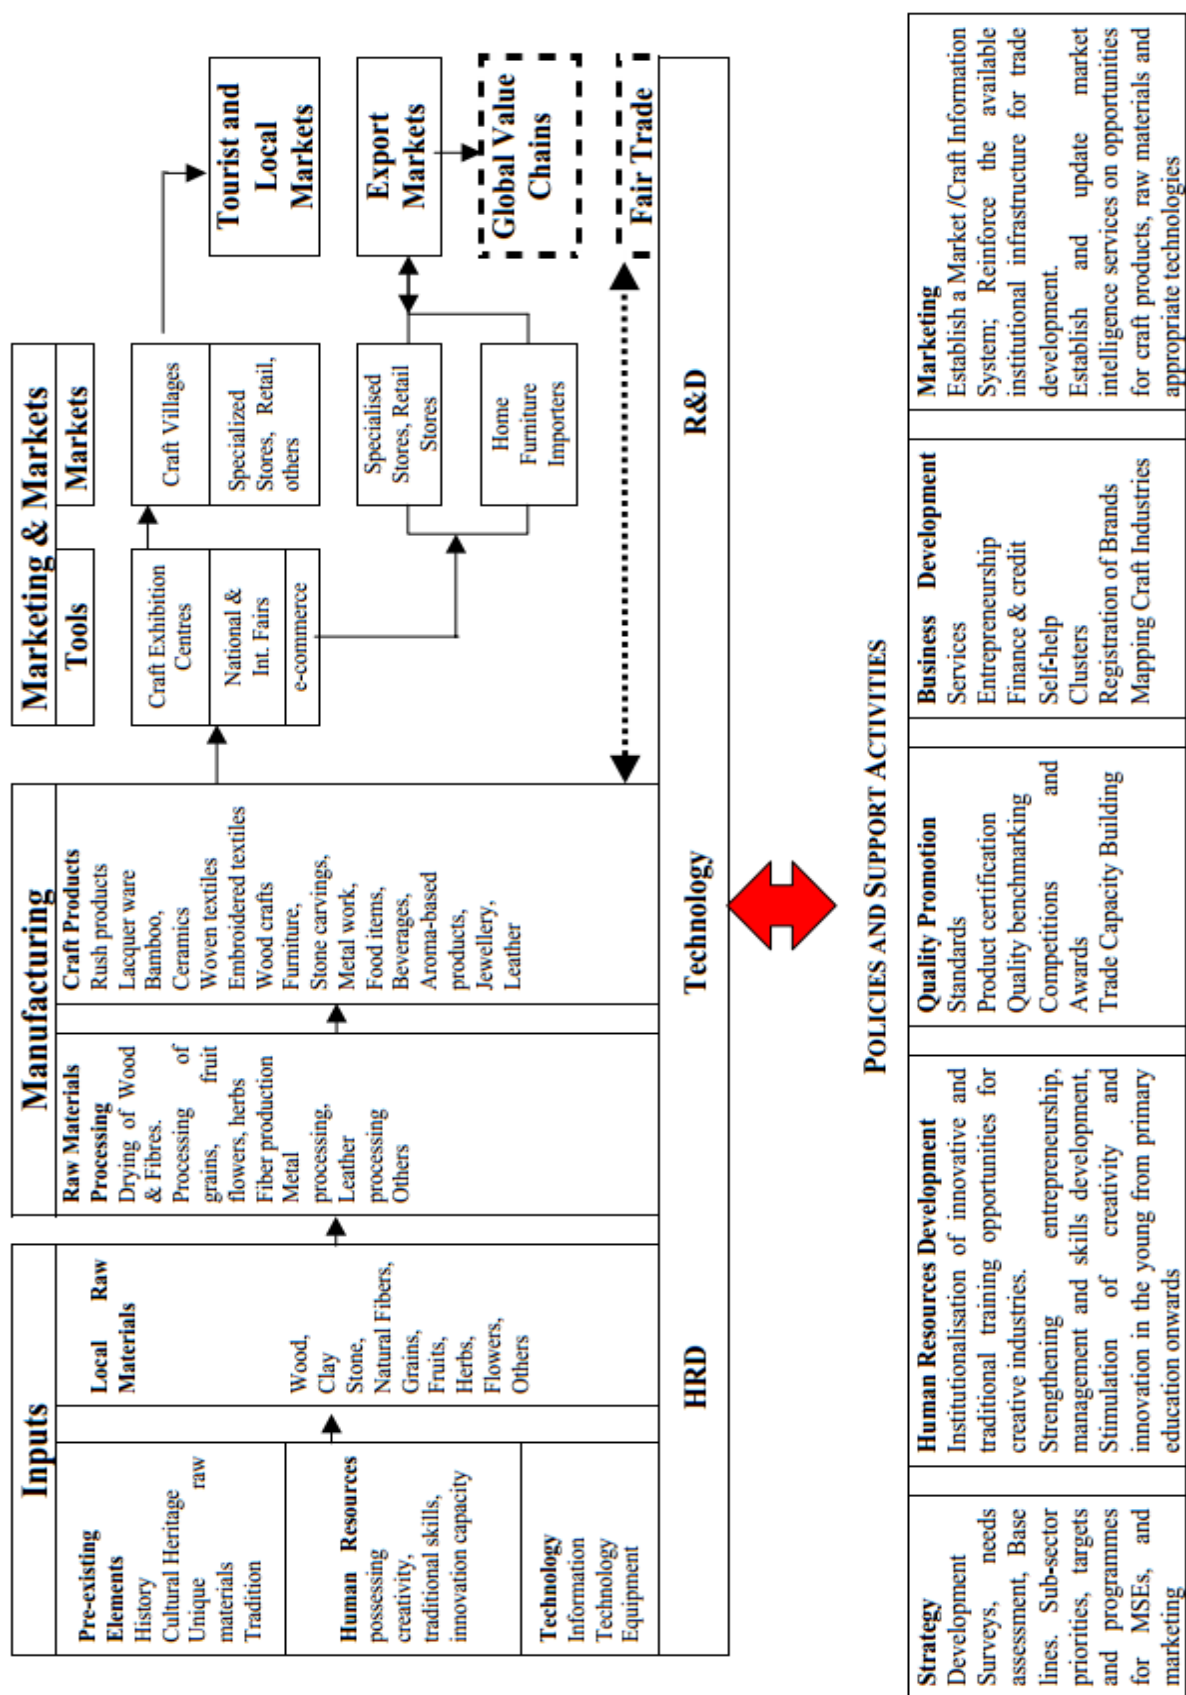 Inputs
Pre-existing
Elements
History
Cultural Heritage
Unique raw
materials
Tradition
Human Resources
possessing
creativity,
traditional skills,
innovation capacity
Technology
Information
Technology
Equipment
Local Raw
Materials
Wood,
Clay
Stone,
Natural Fibers,
Grains,
Fruits,
Herbs,
Flowers,
Others
Manufacturing
Raw Materials
Processing
Drying of Wood
& Fibres.
Processing of
grains, fruit
flowers, herbs
Fiber production
Metal
processing,
Leather
processing
Others
Craft Products
Rush products
Lacquer ware
Bamboo,
Ceramics
Woven textiles
Embroidered textiles
Wood crafts
Furniture,
Stone carvings,
Metal work,
Food items,
Beverages,
Aroma-based
products,
Jewellery,
Leather
Marketing & Markets
Tools
Markets
Craft Exhibition
Centres
National &
Int. Fairs
e-commerce
Craft Villages
Specialized
Stores, Retail,
others
Specialised
Stores, Retail
Stores
Home
Furniture
Importers
Tourist and
Local
Markets
Export
Markets
Global Value
Chains
Fair Trade
HRD
Technology
R&D
POLICIES AND SUPPORT ACTIVITIES
Strategy
Development
Surveys, needs
assessment, Base
lines. Sub-sector
priorities, targets
and programmes
for MSEs, and
marketing
Human Resources Development
Institutionalisation of innovative and
traditional training opportunities for
creative industries.
Strengthening entrepreneurship,
management and skills development,
Stimulation of creativity and
innovation in the young from primary
education onwards
Quality Promotion
Standards
Product certification
Quality benchmarking
Competitions and
Awards
Trade Capacity Building
Business Development
Services
Entrepreneurship
Finance & credit
Self-help
Clusters
Registration of Brands
Mapping Craft Industries
Marketing
Establish a Market /Craft Information
System; Reinforce the available
institutional infrastructure for trade
development.
Establish and update market
intelligence services on opportunities
for craft products, raw materials and
appropriate technologies